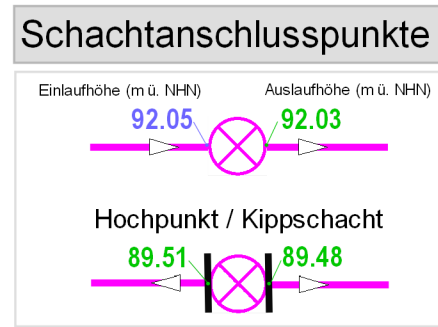 Schachtanschlusspunkte
Einlaufhöhe (m ü. NHN) Auslaufhöhe (m ü. NHN)
92.05 92.03
Hochpunkt / Kippschacht
89.51 89.48